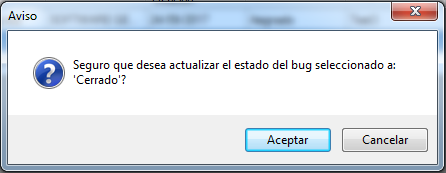 Aviso
Seguro que desea actualizar el estado del bug seleccionado a:
'Cerrado'?
Aceptar
Cancelar